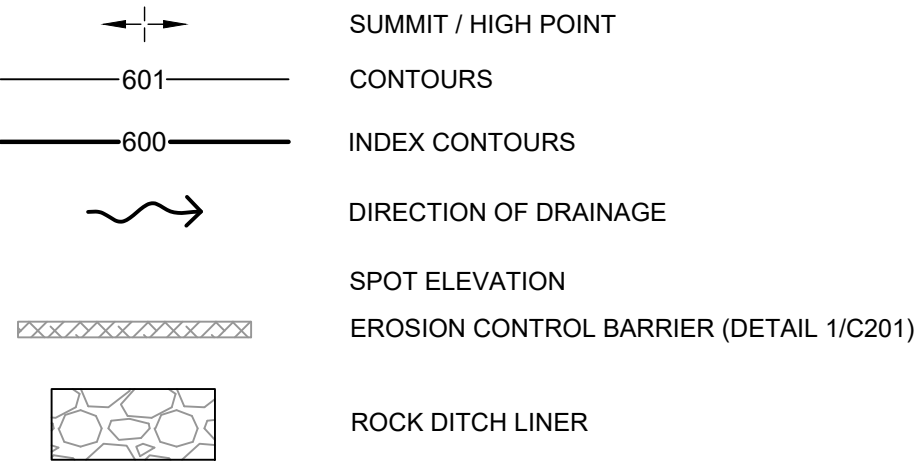 SUMMIT / HIGH POINT
601 CONTOURS
600 INDEX CONTOURS
DIRECTION OF DRAINAGE
SPOT ELEVATION
EROSION CONTROL BARRIER (DETAIL 1/C201)
ROCK DITCH LINER